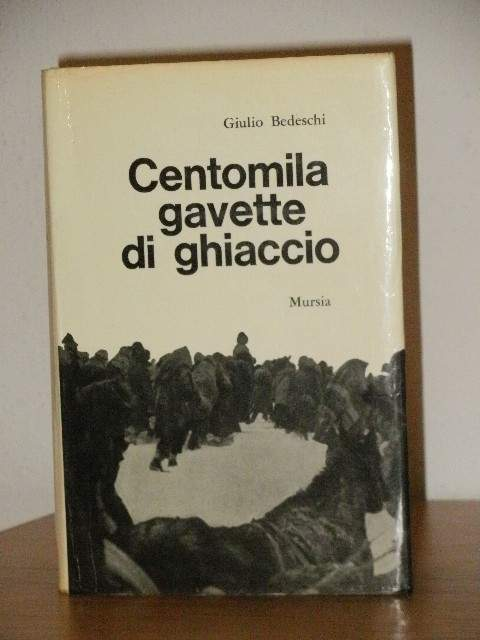 Giulio Bedeschi
Centomila
gavette
di ghiaccio
Mursia